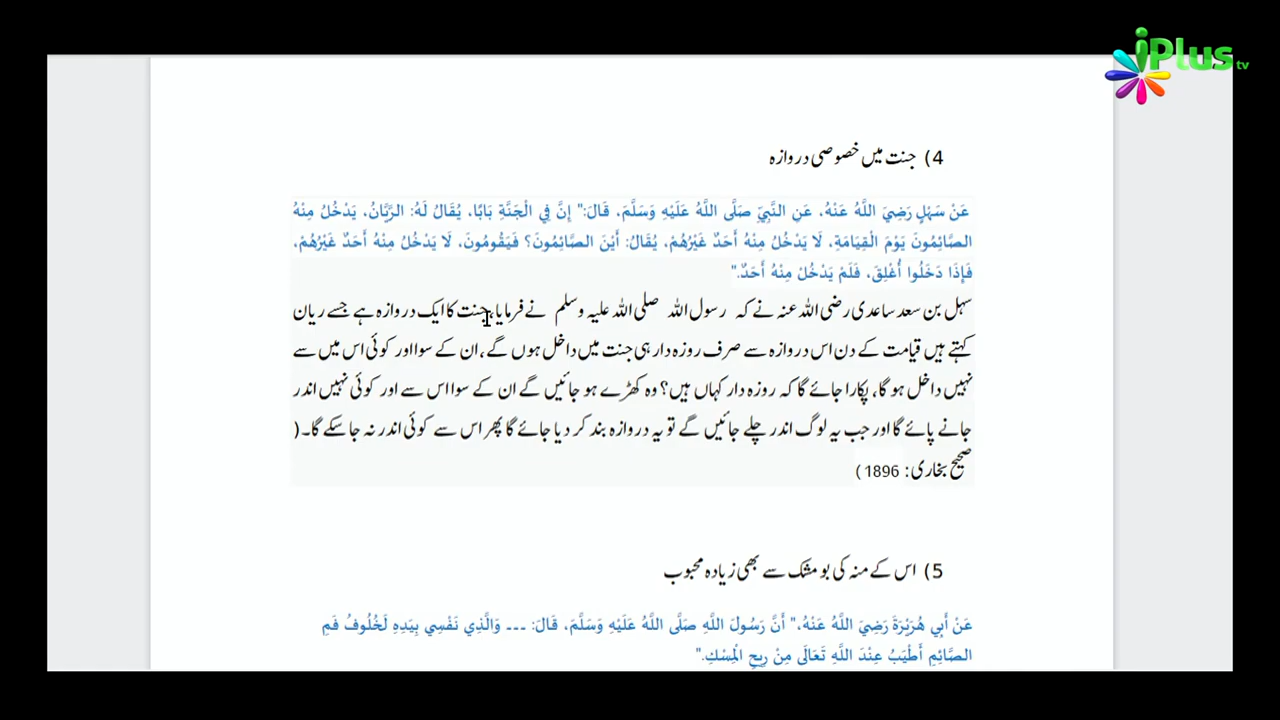 iPlus tv
4) جنت میں خصوصی دروازہ
عَنْ سَهْلٍ رَضِيَ اللَّهُ عَنْهُ، عَنِ النَّبِيِّ صَلَّى اللَّهُ عَلَيْهِ وَسَلَّمَ، قَالَ:" إِنَّ فِي الْجَنَّةِ بَابًا، يُقَالُ لَهُ: الرَّيَّانُ، يَدْخُلُ مِنْهُ
الصَّائِمُونَ يَوْمَ الْقِيَامَةِ، لَا يَدْخُلُ مِنْهُ أَحَدٌ غَيْرُهُمْ، يُقَالُ: أَيْنَ الصَّائِمُونَ؟ فَيَقُومُونَ، لَا يَدْخُلُ مِنْهُ أَحَدٌ غَيْرُهُمْ،
فَإِذَا دَخَلُوا أُغْلِقَ، فَلَمْ يَدْخُلْ مِنْهُ أَحَدٌ."
سہل بن سعد ساعدی رضی اللہ عنہ نے کہ رسول اللہ صلی اللہ علیہ وسلم نے فرمایا، جنت کا ایک دروازہ ہے جسے ریان
کہتے ہیں قیامت کے دن اس دروازہ سے صرف روزہ دار ہی جنت میں داخل ہوں گے، ان کے سوا اور کوئی اس میں سے
نہیں داخل ہو گا، پکارا جائے گا کہ روزہ دار کہاں ہیں؟ وہ کھڑے ہو جائیں گے ان کے سوا اس سے اور کوئی نہیں اندر
جانے پائے گا اور جب یہ لوگ اندر چلے جائیں گے تو یہ دروازہ بند کر دیا جائے گا پھر اس سے کوئی اندر نہ جا سکے گا۔(
صحیح بخاری: 1896 )
5) اس کے منہ کی بو مشک سے بھی زیادہ محبوب
عَنْ أَبِي هُرَيْرَةَ رَضِيَ اللَّهُ عَنْهُ،" أَنَّ رَسُولَ اللَّهِ صَلَّى اللَّهُ عَلَيْهِ وَسَلَّمَ، قَالَ: ۔۔۔ وَالَّذِي نَفْسِي بِيَدِهِ لَخُلُوفُ فَمِ
الصَّائِمِ أَطْيَبُ عِنْدَ اللَّهِ تَعَالَى مِنْ رِيحِ الْمِسْكِ."